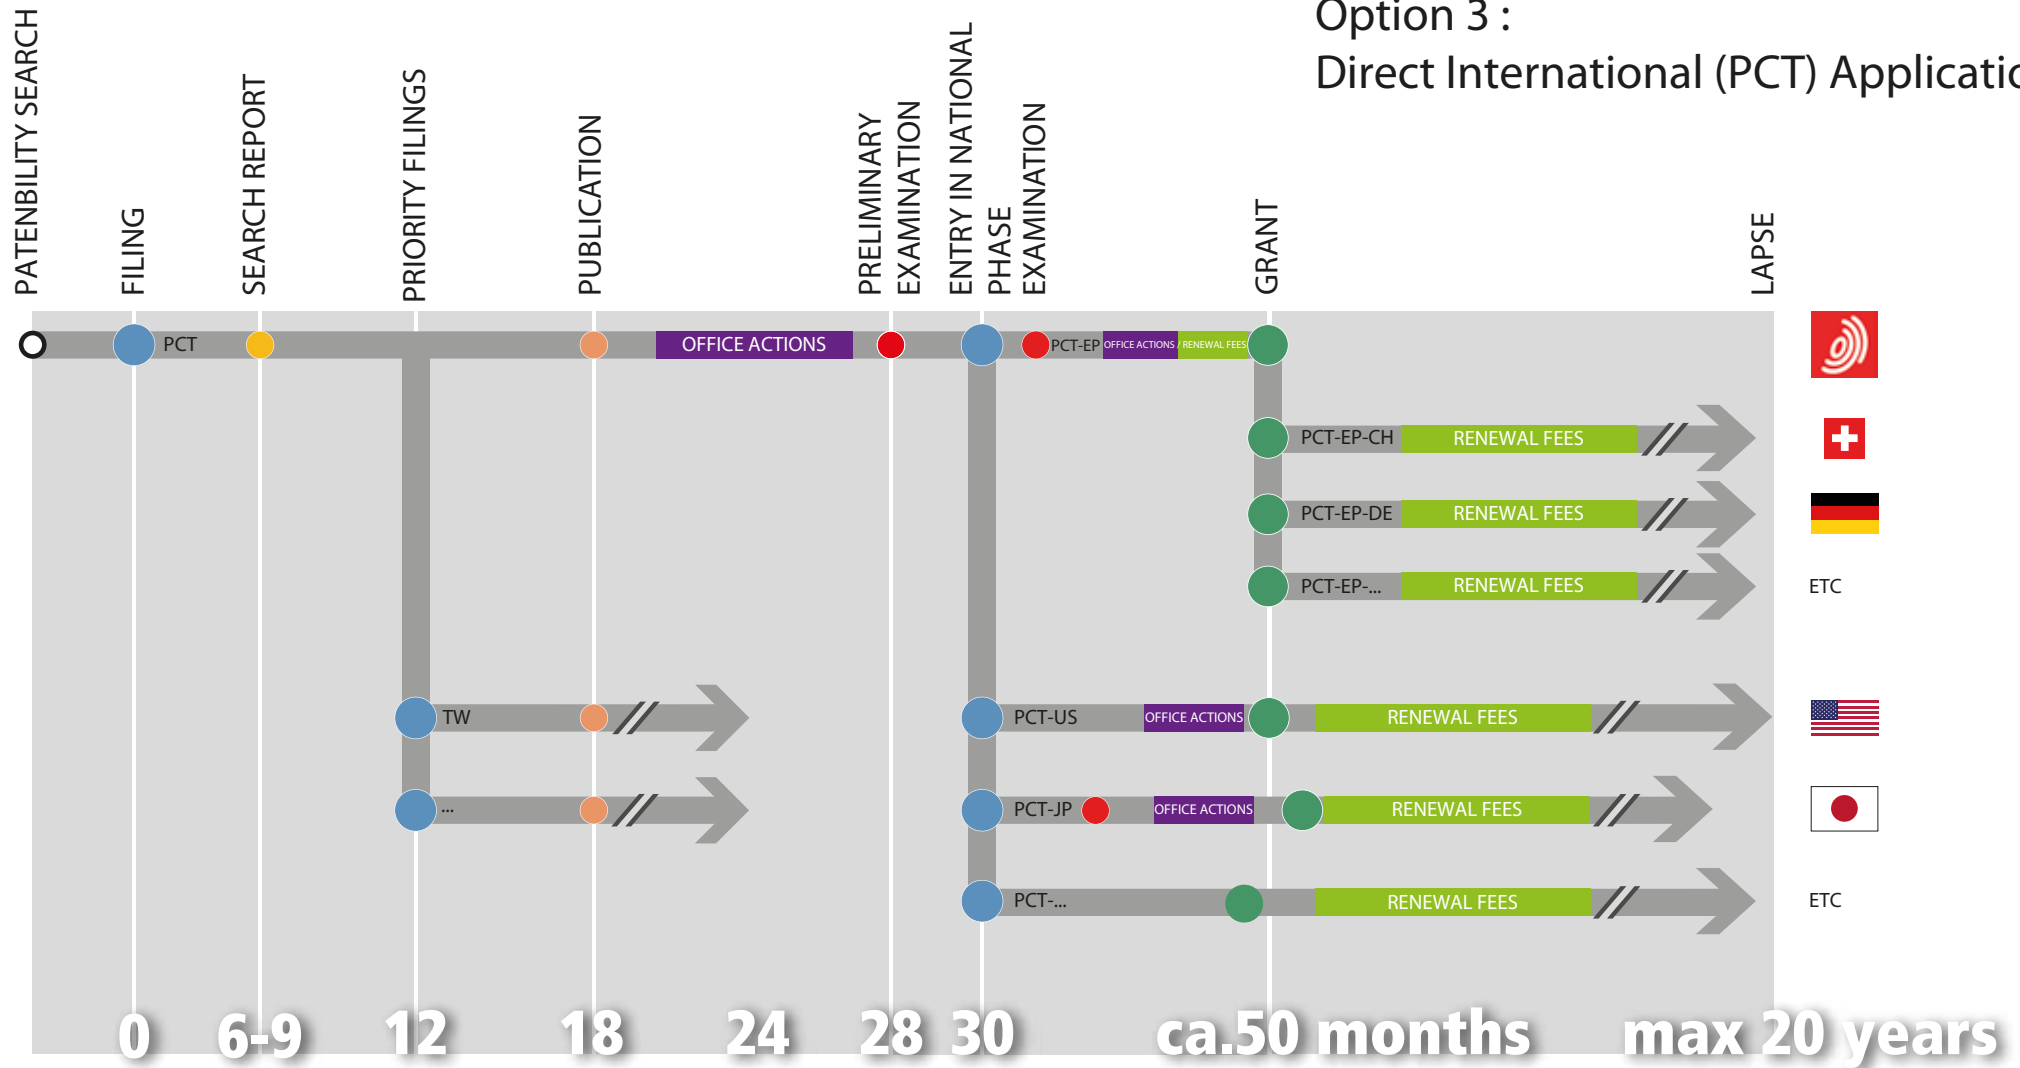 Option 3 :
Direct International (PCT) Applicatio
PATENBILITY SEARCH
FILING
SEARCH REPORT
PRIORITY FILINGS
PUBLICATION
PRELIMINARY
EXAMINATION
ENTRY IN NATIONAL
PHASE
EXAMINATION
GRANT
LAPSE
PCT
OFFICE ACTIONS
PCT-EP
OFFICE ACTIONS / RENEWAL FEES
PCT-EP-CH
RENEWAL FEES
PCT-EP-DE
RENEWAL FEES
PCT-EP-...
RENEWAL FEES
ETC
TW
PCT-US
OFFICE ACTIONS
RENEWAL FEES
...
PCT-JP
OFFICE ACTIONS
RENEWAL FEES
PCT-...
RENEWAL FEES
ETC
0
6-9
12
18
24
28
30
ca.50 months
max 20 years